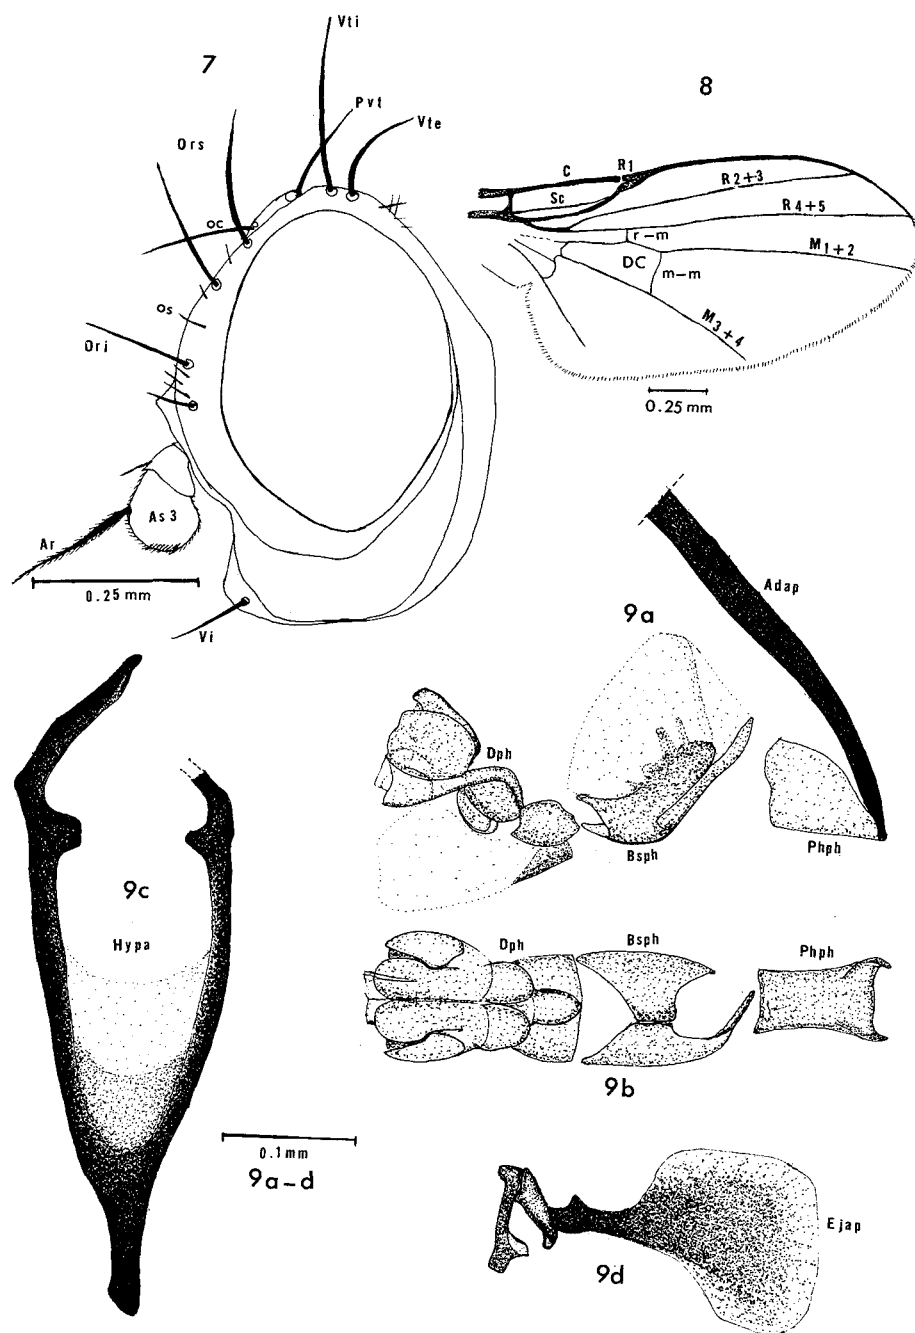 7
Vti
Pvt
Vte
Ors
oc
os
Ori
As3
Ar
0.25 mm
Vi
8
C
R1
Sc
R2+3
R4+5
r-m
M1+2
DC
m-m
M3+4
0.25 mm
9a
Adap
Dph
Bsph
Phph
9c
Hypa
Dph
Bsph
Phph
9b
0.1 mm
9a-d
Ejap
9d